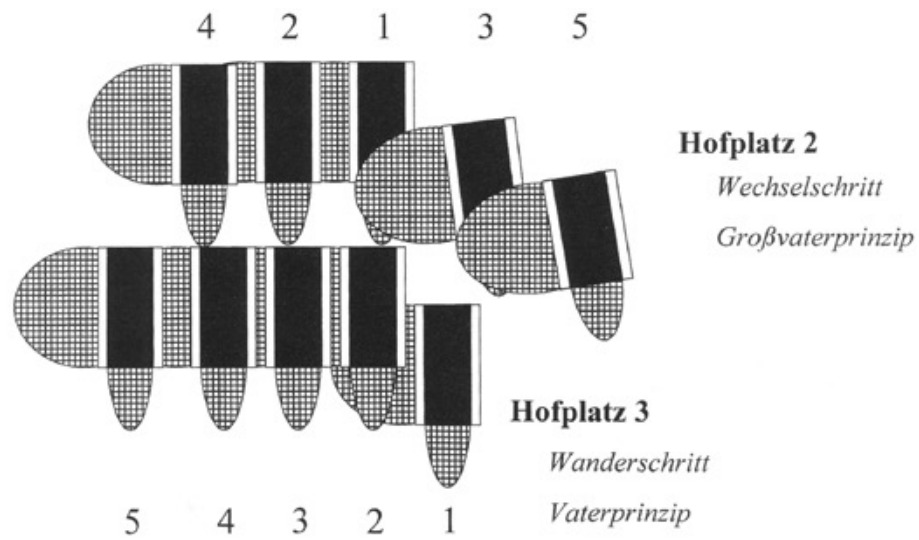 4 2 1 3 5
Hofplatz 2
Wechselschritt
Großvaterprinzip
Hofplatz 3
Wanderschritt
Vaterprinzip
5 4 3 2 1